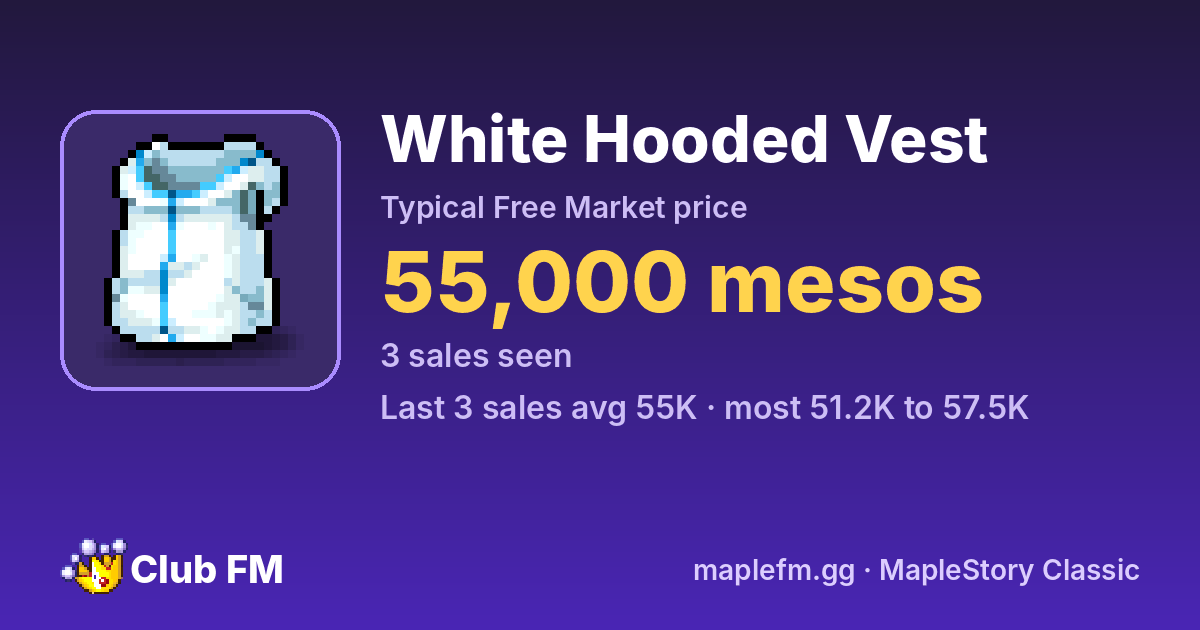 White Hooded Vest
Typical Free Market price
55,000 mesos
3 sales seen
Last 3 sales avg 55K · most 51.2K to 57.5K
Club FM
maplefm.gg · MapleStory Classic